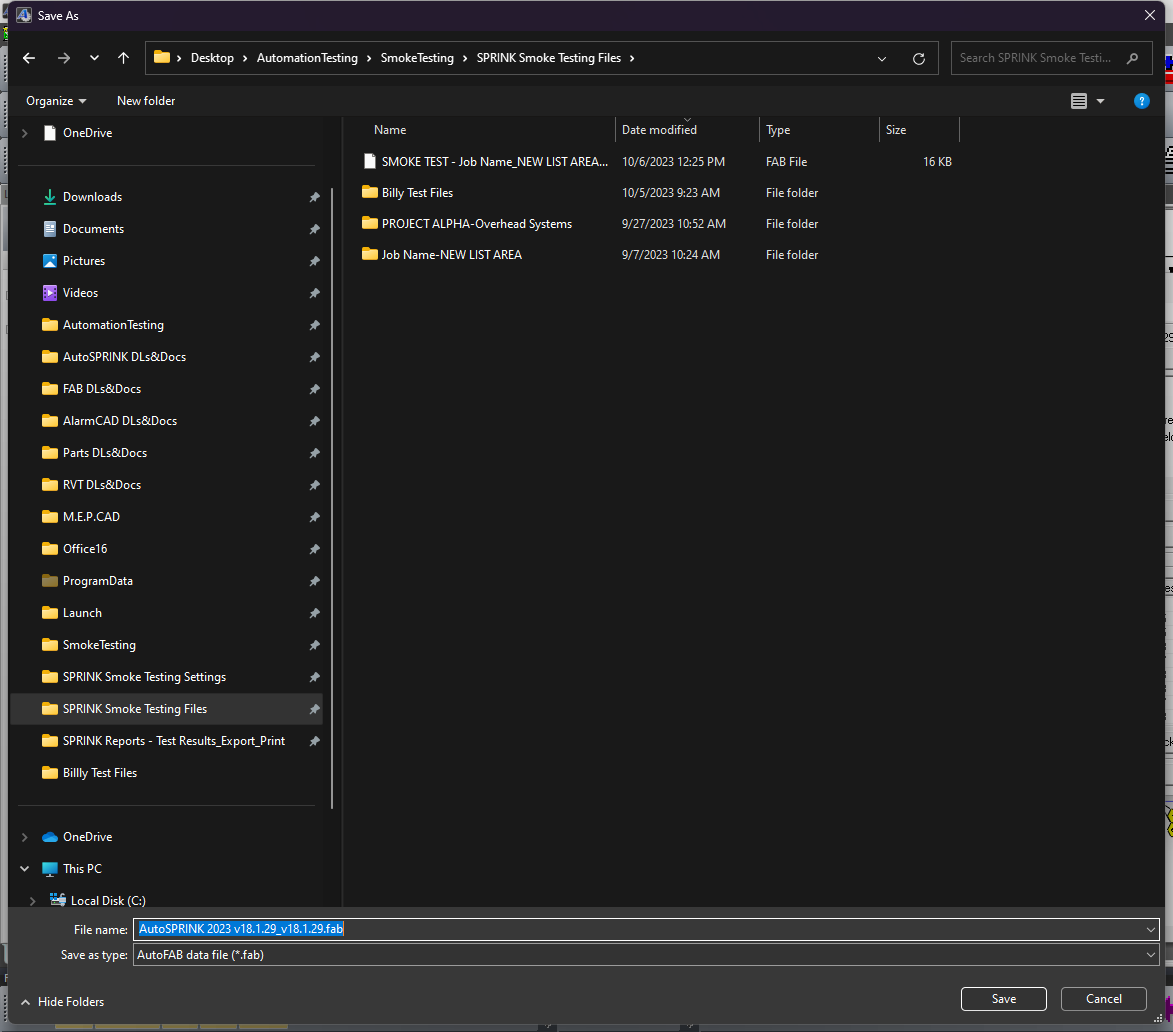 Save As
Desktop > AutomationTesting > SmokeTesting > SPRINK Smoke Testing Files >
Search SPRINK Smoke Testi...
Organize
New folder
OneDrive
Downloads
Documents
Pictures
Videos
AutomationTesting
AutoSPRINK DLs&Docs
FAB DLs&Docs
AlarmCAD DLs&Docs
Parts DLs&Docs
RVT DLs&Docs
M.E.P.CAD
Office16
ProgramData
Launch
SmokeTesting
SPRINK Smoke Testing Settings
SPRINK Smoke Testing Files
SPRINK Reports - Test Results_Export_Print
Billly Test Files
OneDrive
This PC
Local Disk (C:)
Name Date modified Type Size
SMOKE TEST - Job Name_NEW LIST AREA... 10/6/2023 12:25 PM FAB File 16 KB
Billy Test Files 10/5/2023 9:23 AM File folder
PROJECT ALPHA-Overhead Systems 9/27/2023 10:52 AM File folder
Job Name-NEW LIST AREA 9/7/2023 10:24 AM File folder
File name: AutoSPRINK 2023 v18.1.29_v18.1.29.fab
Save as type: AutoFAB data file (*.fab)
Hide Folders
Save
Cancel